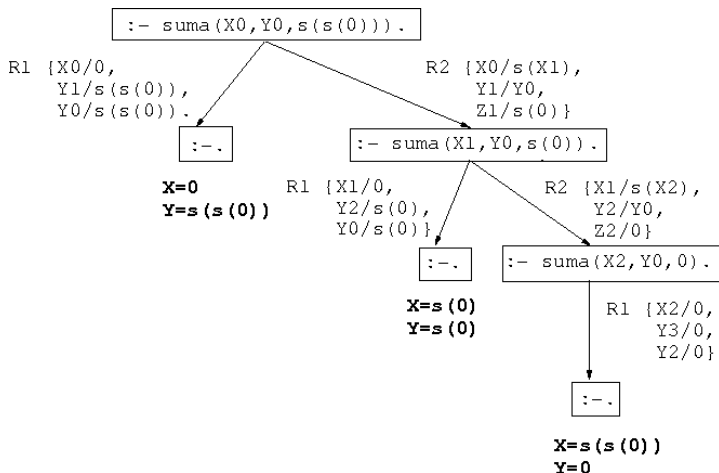 :- suma(X0,Y0,s(s(0))).
R1 {X0/0,
Y1/s(s(0)),
Y0/s(s(0)).
R2 {X0/s(X1),
Y1/Y0,
Z1/s(0)}
:-.
:- suma(X1,Y0,s(0)).
X=0
Y=s(s(0))
R1 {X1/0,
Y2/s(0),
Y0/s(0)}
R2 {X1/s(X2),
Y2/Y0,
Z2/0}
:-.
:- suma(X2,Y0,0).
X=s(0)
Y=s(0)
R1 {X2/0,
Y3/0,
Y2/0}
:-.
X=s(s(0))
Y=0